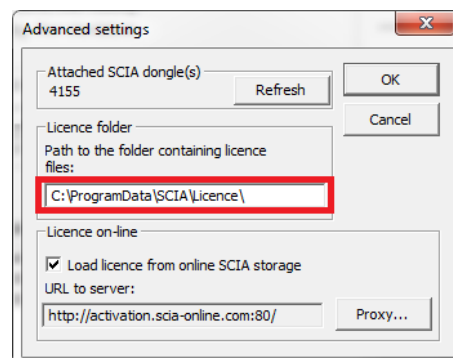 Advanced settings
Attached SCIA dongle(s)
4155
Refresh
OK
Cancel
Licence folder
Path to the folder containing licence
files:
C:\ProgramData\SCIA\Licence\
Licence on-line
Load licence from online SCIA storage
URL to server:
http://activation.scia-online.com:80/
Proxy...